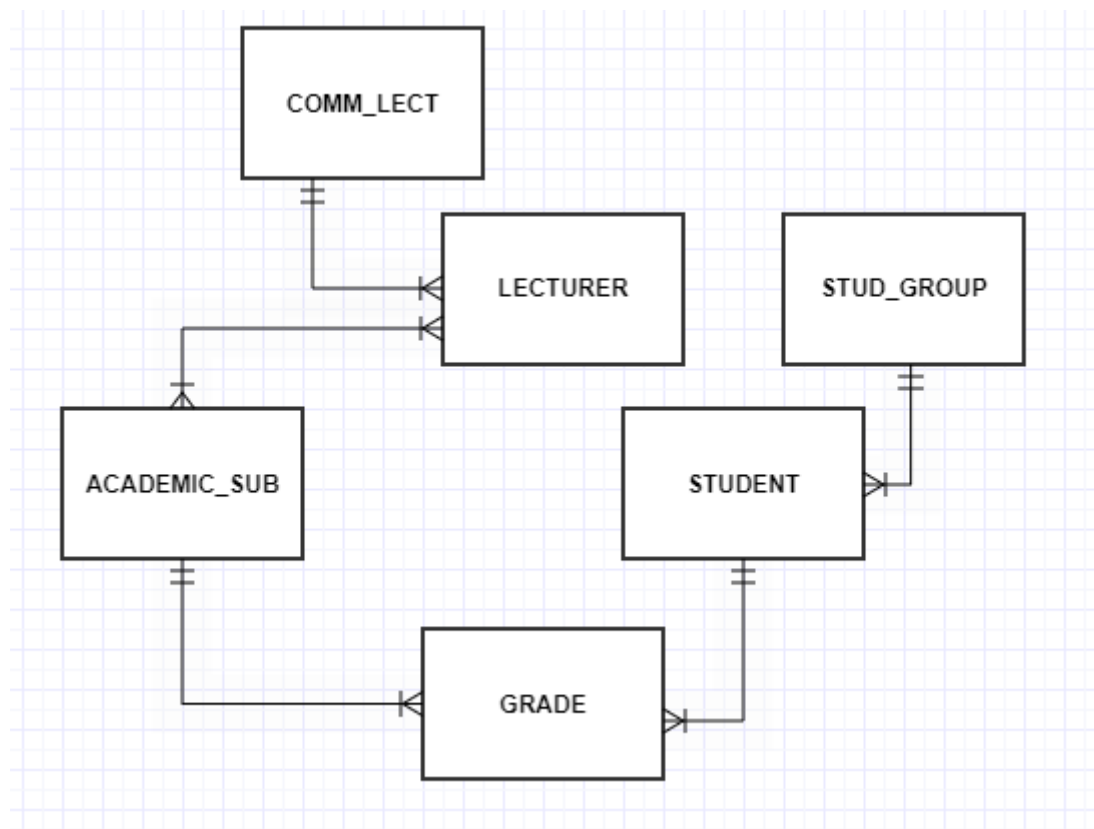 COMM_LECT
LECTURER
STUD_GROUP
ACADEMIC_SUB
STUDENT
GRADE